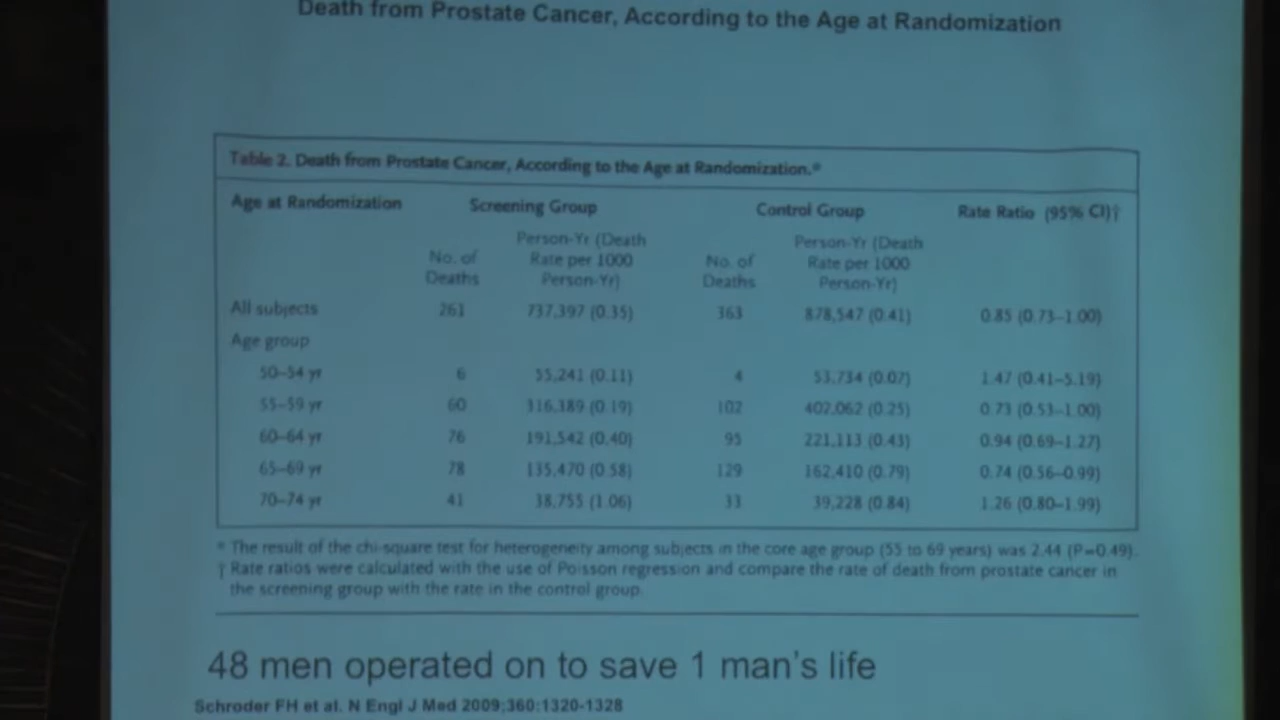 Death from Prostate Cancer, According to the Age at Randomization
Table 2. Death from Prostate Cancer, According to the Age at Randomization.*
Age at Randomization Screening Group Control Group Rate Ratio (95% CI)†
No. of Deaths Person-Yr (Death Rate per 1000 Person-Yr) No. of Deaths Person-Yr (Death Rate per 1000 Person-Yr)
All subjects 261 737,397 (0.35) 363 878,547 (0.41) 0.85 (0.73–1.00)
Age group
50–54 yr 6 55,241 (0.11) 4 53,734 (0.07) 1.47 (0.41–5.19)
55–59 yr 60 316,389 (0.19) 102 402,062 (0.25) 0.73 (0.53–1.00)
60–64 yr 76 191,542 (0.40) 95 221,113 (0.43) 0.94 (0.69–1.27)
65–69 yr 78 135,470 (0.58) 129 162,410 (0.79) 0.74 (0.56–0.99)
70–74 yr 41 38,755 (1.06) 33 39,228 (0.84) 1.26 (0.80–1.99)
* The result of the chi-square test for heterogeneity among subjects in the core age group (55 to 69 years) was 2.44 (P=0.49).
† Rate ratios were calculated with the use of Poisson regression and compare the rate of death from prostate cancer in
the screening group with the rate in the control group.
48 men operated on to save 1 man's life
Schroder FH et al. N Engl J Med 2009;360:1320-1328